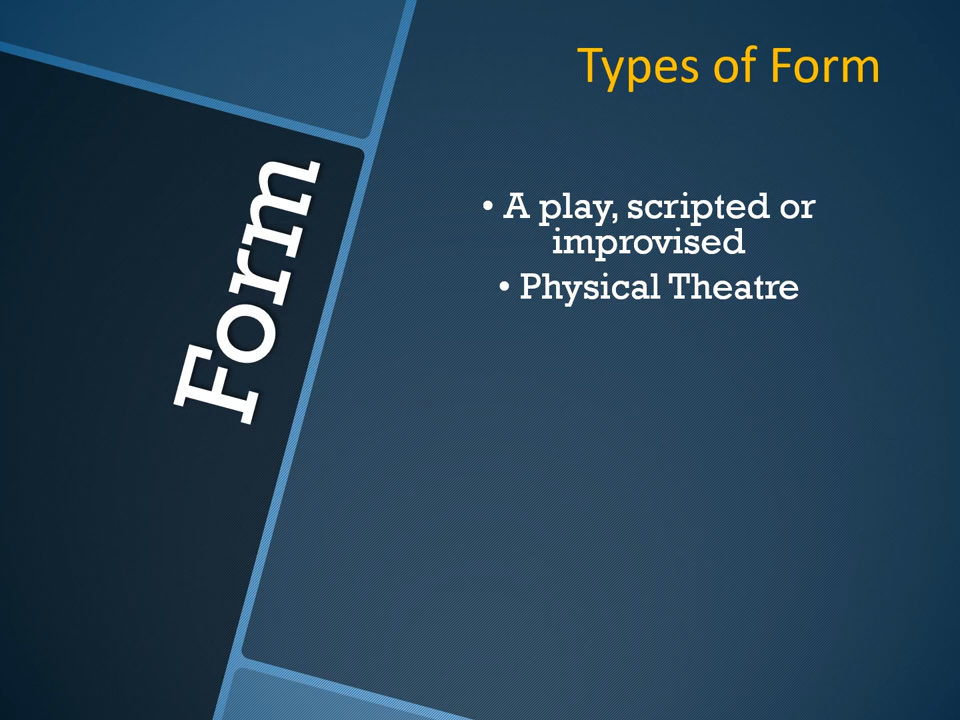 Form
Types of Form
• A play, scripted or
improvised
• Physical Theatre